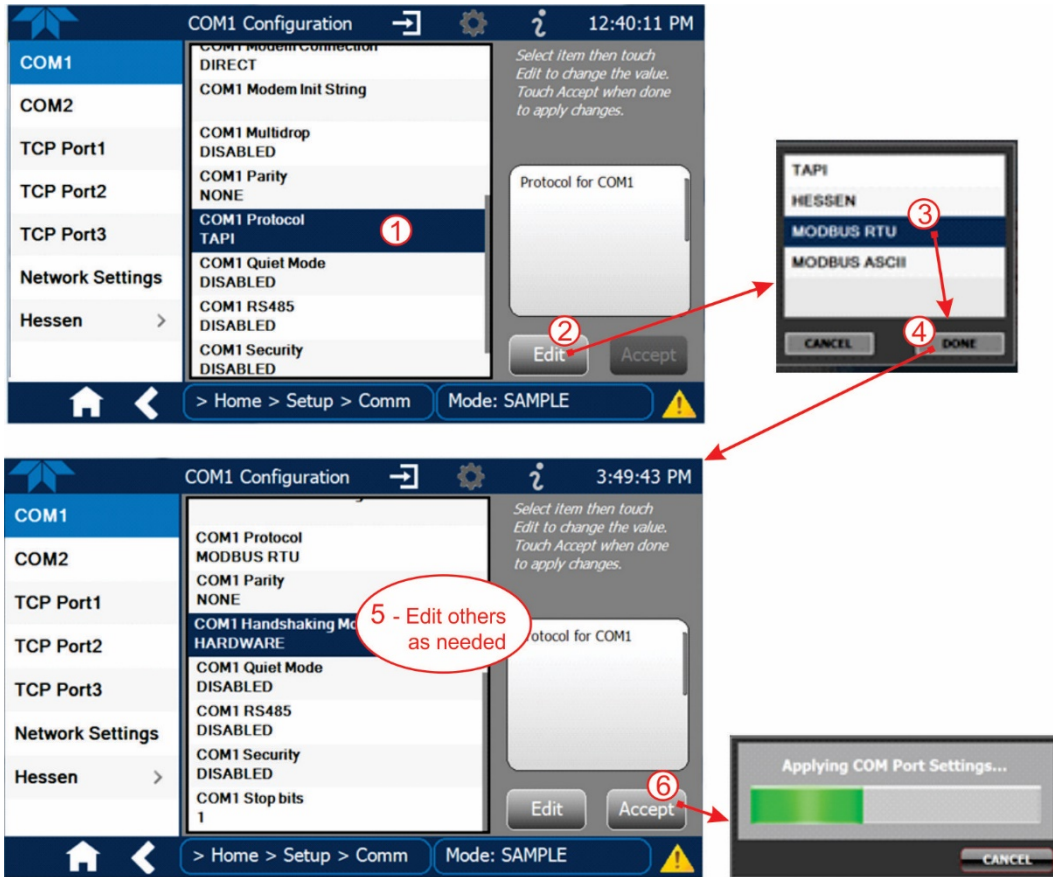 COM1 Configuration
12:40:11 PM
COM1
COM2
TCP Port1
TCP Port2
TCP Port3
Network Settings
Hessen >
COM1 Modem Connection
DIRECT
COM1 Modem Init String
COM1 Multidrop
DISABLED
COM1 Parity
NONE
COM1 Protocol
TAPI
1
COM1 Quiet Mode
DISABLED
COM1 RS485
DISABLED
COM1 Security
DISABLED
Select item then touch
Edit to change the value.
Touch Accept when done
to apply changes.
Protocol for COM1
2
Edit
Accept
> Home > Setup > Comm
Mode: SAMPLE
TAPI
HESSEN
3
MODBUS RTU
MODBUS ASCII
4
CANCEL
DONE
COM1 Configuration
3:49:43 PM
COM1
COM2
TCP Port1
TCP Port2
TCP Port3
Network Settings
Hessen >
COM1 Protocol
MODBUS RTU
COM1 Parity
NONE
COM1 Handshaking Mo
HARDWARE
5 - Edit others
as needed
COM1 Quiet Mode
DISABLED
COM1 RS485
DISABLED
COM1 Security
DISABLED
COM1 Stop bits
1
Select item then touch
Edit to change the value.
Touch Accept when done
to apply changes.
otocol for COM1
6
Edit
Accept
> Home > Setup > Comm
Mode: SAMPLE
Applying COM Port Settings...
CANCEL